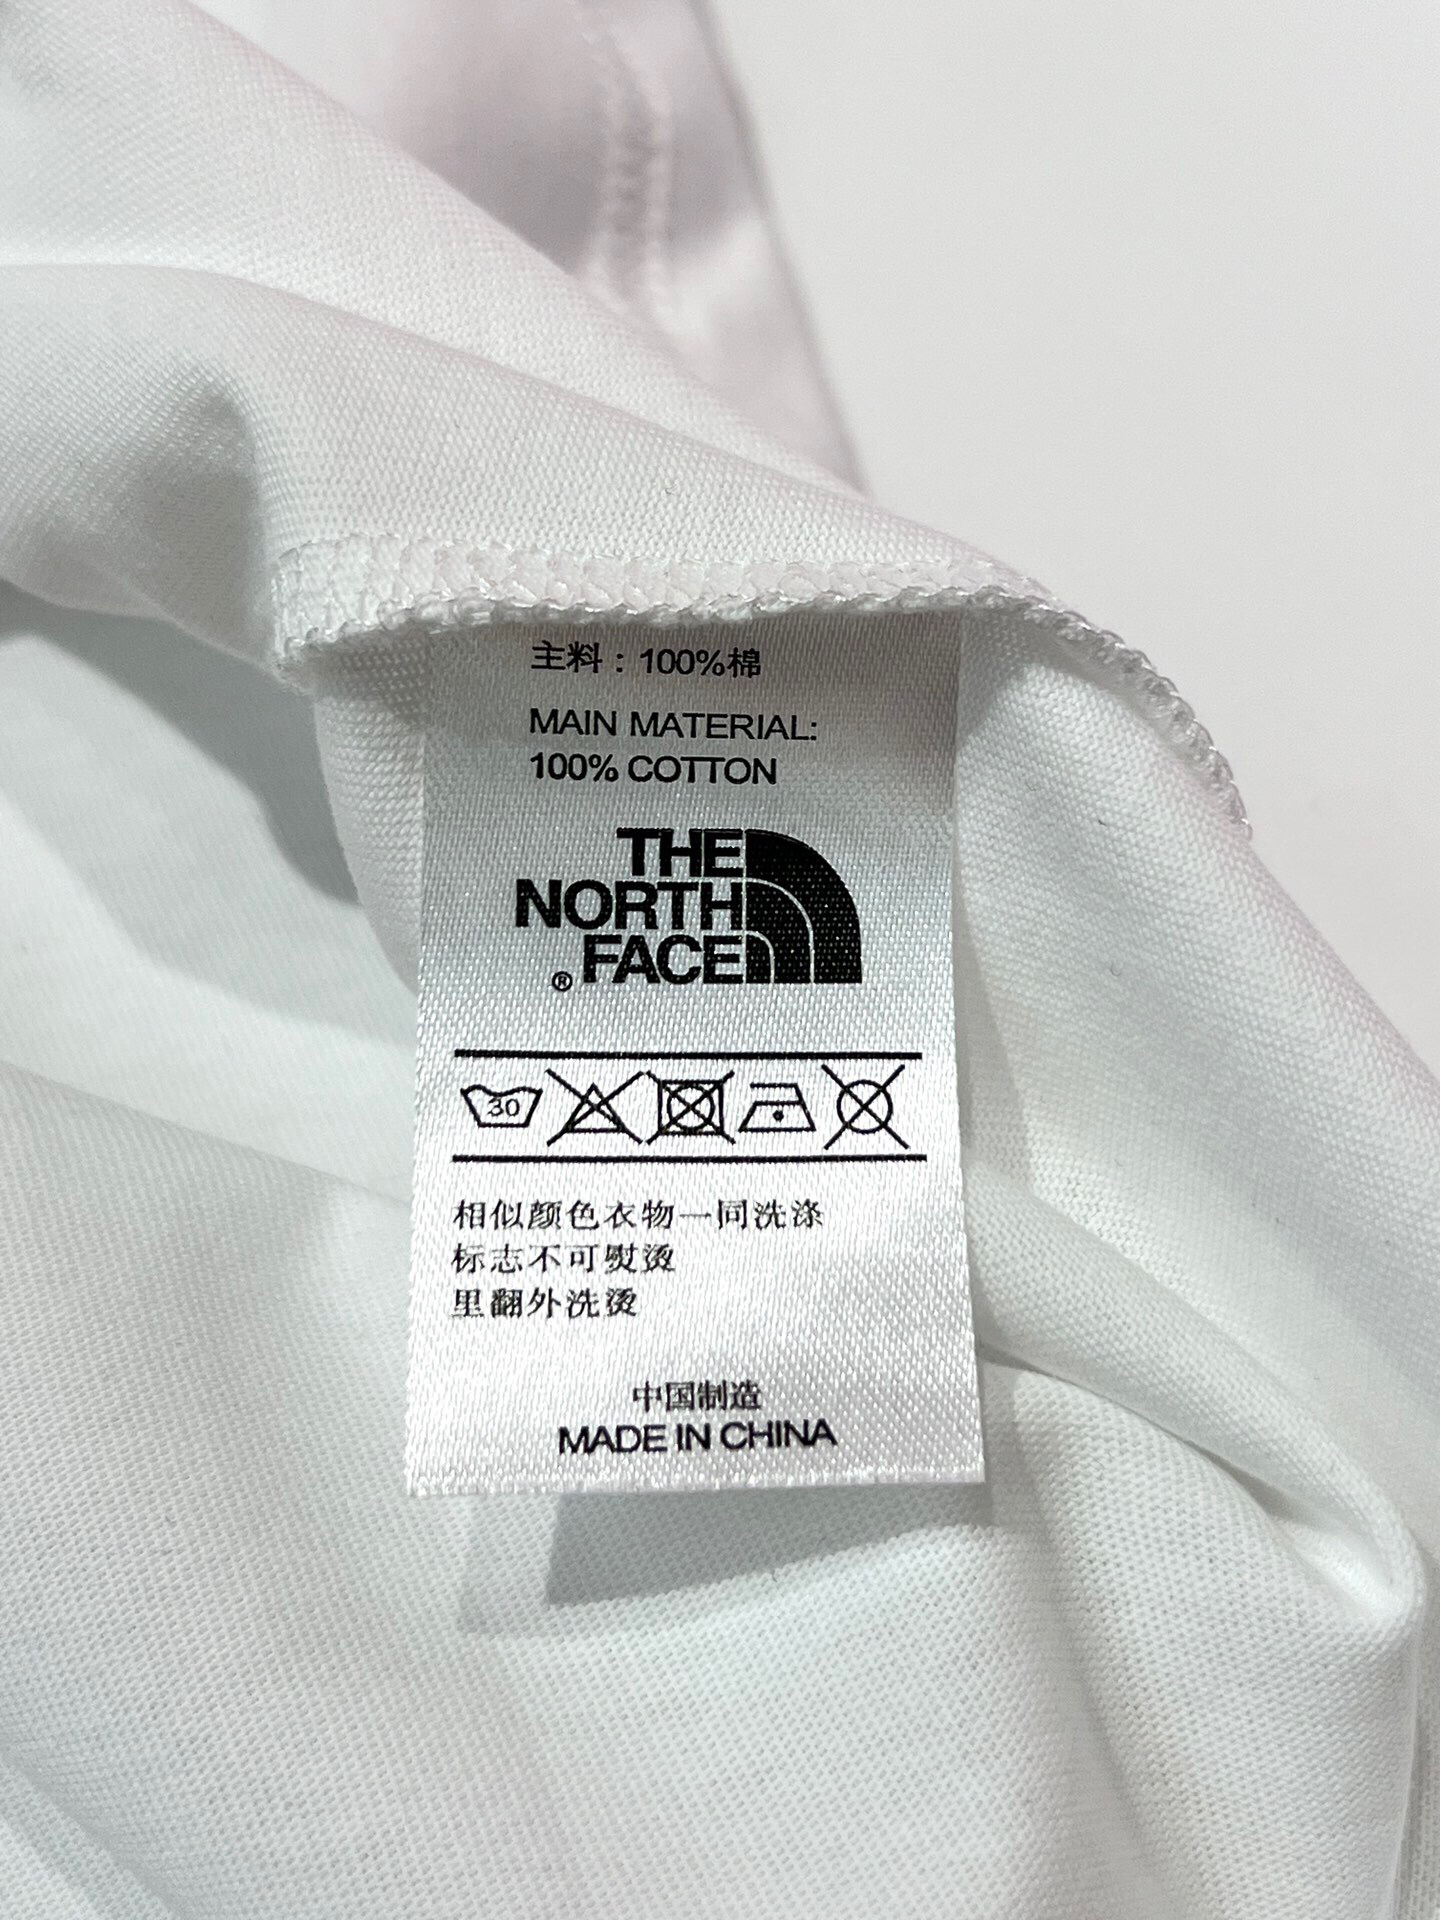 主料：100%棉
MAIN MATERIAL:
100% COTTON
THE
NORTH
® FACE
30
相似颜色衣物一同洗涤
标志不可熨烫
里翻外洗烫
中国制造
MADE IN CHINA